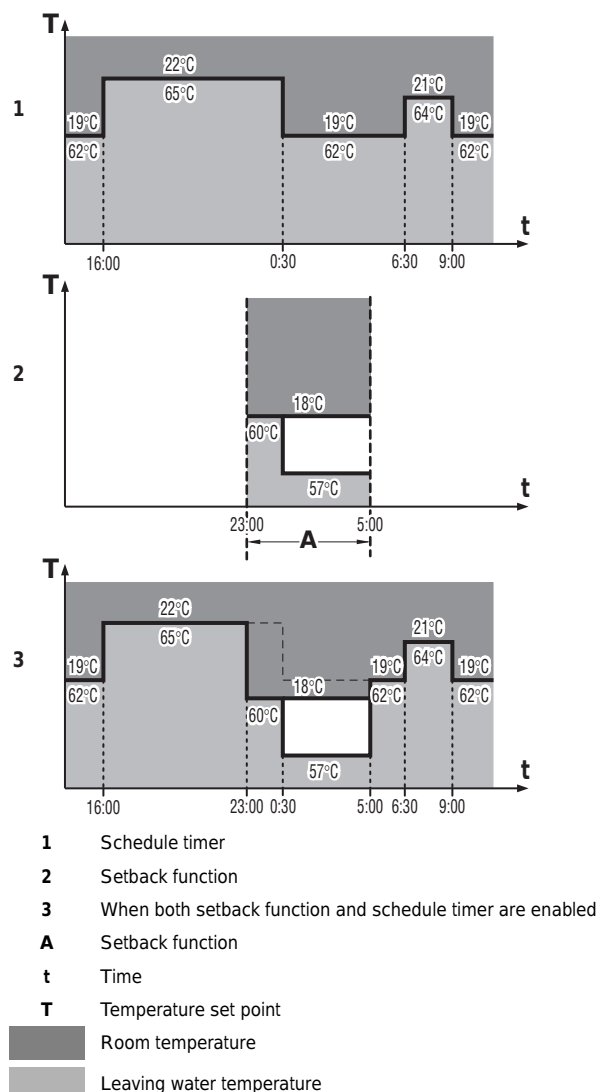 T
22°C
65°C
21°C
64°C
1
19°C
19°C
19°C
62°C
62°C
62°C
t
16:00
0:30
6:30
9:00
T
2
18°C
60°C
57°C
t
23:00
5:00
A
T
22°C
65°C
21°C
64°C
3
19°C
19°C
19°C
62°C
62°C
62°C
18°C
60°C
57°C
t
16:00
23:00
0:30
5:00
6:30
9:00
1 Schedule timer
2 Setback function
3 When both setback function and schedule timer are enabled
A Setback function
t Time
T Temperature set point
Room temperature
Leaving water temperature